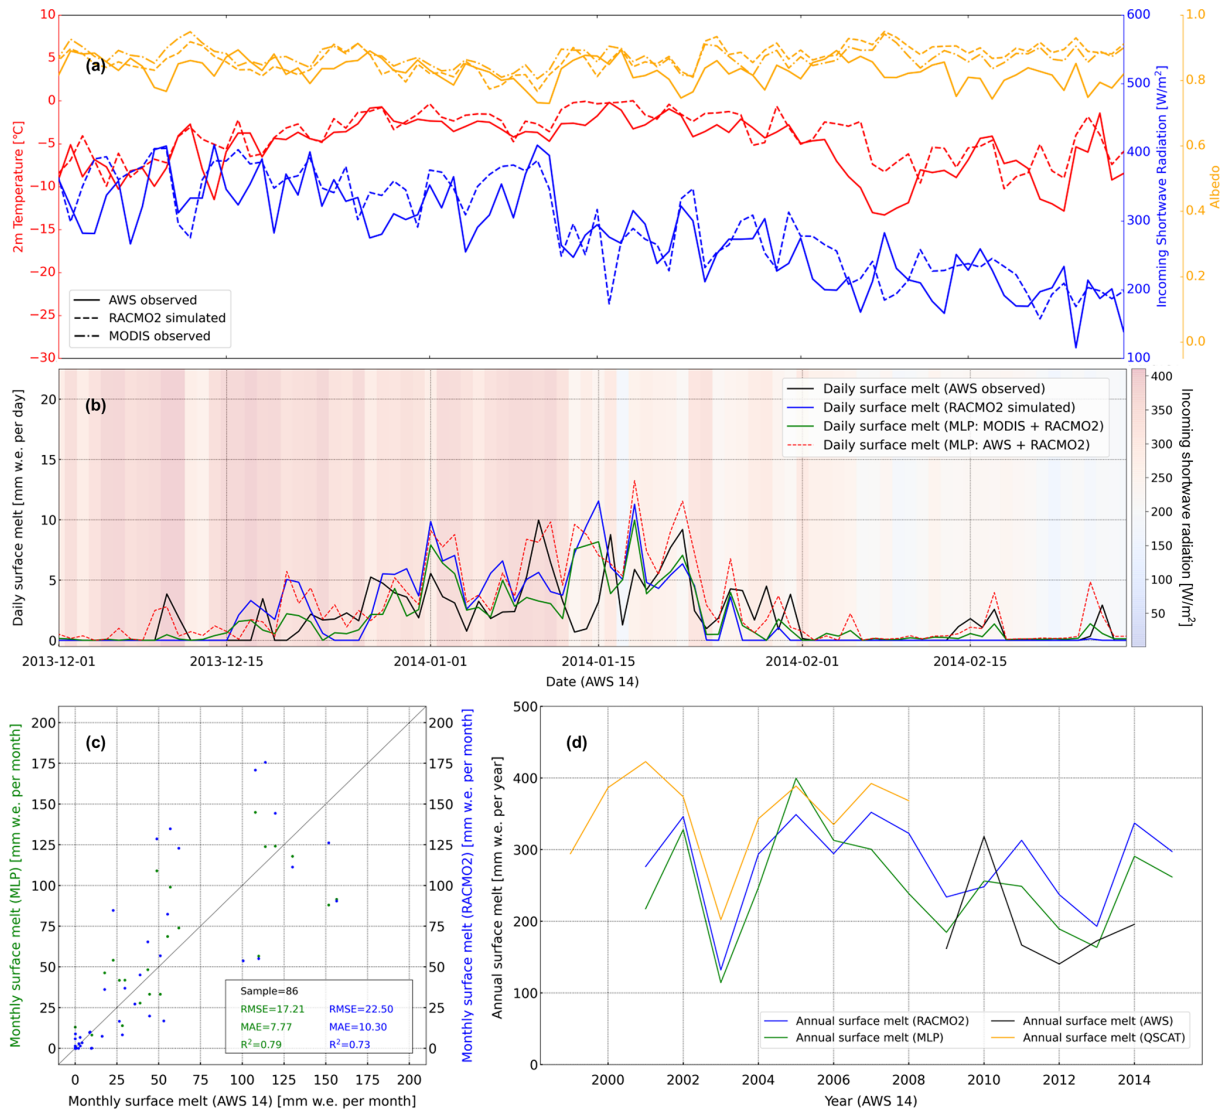 (a)
10
5
0
−5
−10
−15
−20
−25
−30
2m Temperature [°C]
600
500
400
300
200
100
Incoming Shortwave Radiation [W/m²]
1.0
0.8
0.6
0.4
0.2
0.0
Albedo
AWS observed
RACMO2 simulated
MODIS observed
(b)
20
15
10
5
0
Daily surface melt [mm w.e. per day]
Daily surface melt (AWS observed)
Daily surface melt (RACMO2 simulated)
Daily surface melt (MLP: MODIS + RACMO2)
Daily surface melt (MLP: AWS + RACMO2)
400
350
300
250
200
150
100
50
Incoming shortwave radiation [W/m²]
2013-12-01 2013-12-15 2014-01-01 2014-01-15 2014-02-01 2014-02-15
Date (AWS 14)
(c)
200
175
150
125
100
75
50
25
0
Monthly surface melt (MLP) [mm w.e. per month]
200
175
150
125
100
75
50
25
0
Monthly surface melt (RACMO2) [mm w.e. per month]
Sample=86
RMSE=17.21 RMSE=22.50
MAE=7.77 MAE=10.30
R²=0.79 R²=0.73
0 25 50 75 100 125 150 175 200
Monthly surface melt (AWS 14) [mm w.e. per month]
(d)
500
400
300
200
100
0
Annual surface melt [mm w.e. per year]
Annual surface melt (RACMO2) Annual surface melt (AWS)
Annual surface melt (MLP) Annual surface melt (QSCAT)
2000 2002 2004 2006 2008 2010 2012 2014
Year (AWS 14)